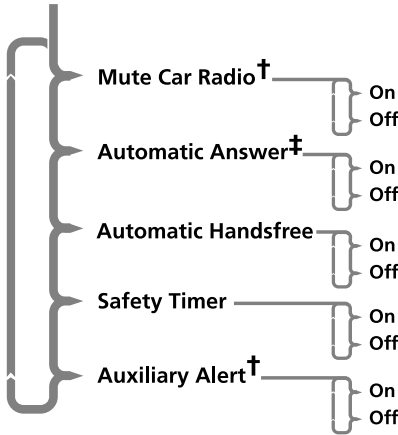 Mute Car Radio†
On
Off
Automatic Answer‡
On
Off
Automatic Handsfree
On
Off
Safety Timer
On
Off
Auxiliary Alert†
On
Off